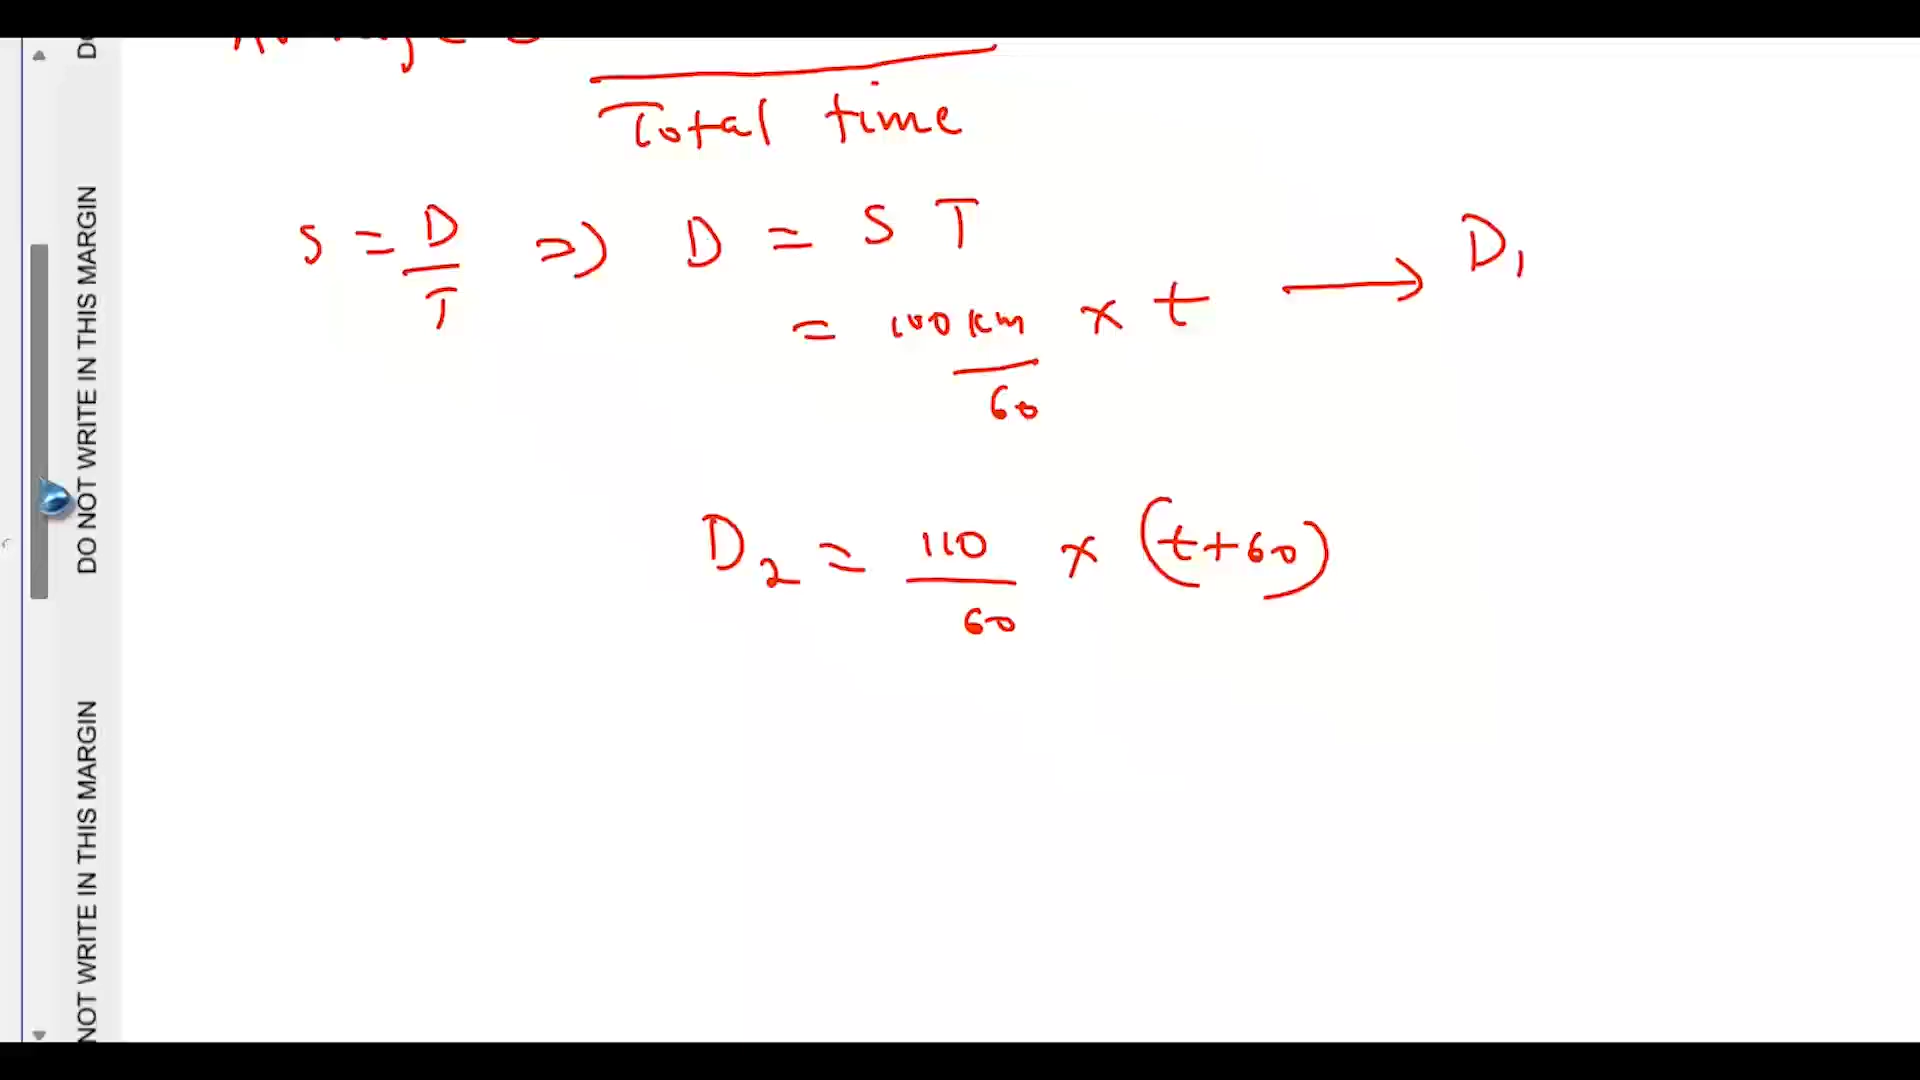 Total time
S = D/T => D = S T
= 100 km/60 × t → D₁
D₂ = 110/60 × (t+60)
DO NOT WRITE IN THIS MARGIN
NOT WRITE IN THIS MARGIN